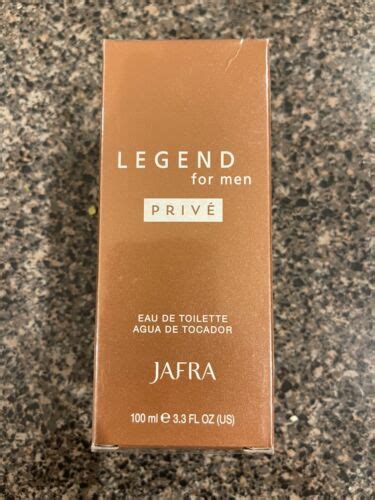 LEGEND
for men
PRIVÉ
EAU DE TOILETTE
AGUA DE TOCADOR
JAFRA
100 ml e 3.3 FL OZ (US)